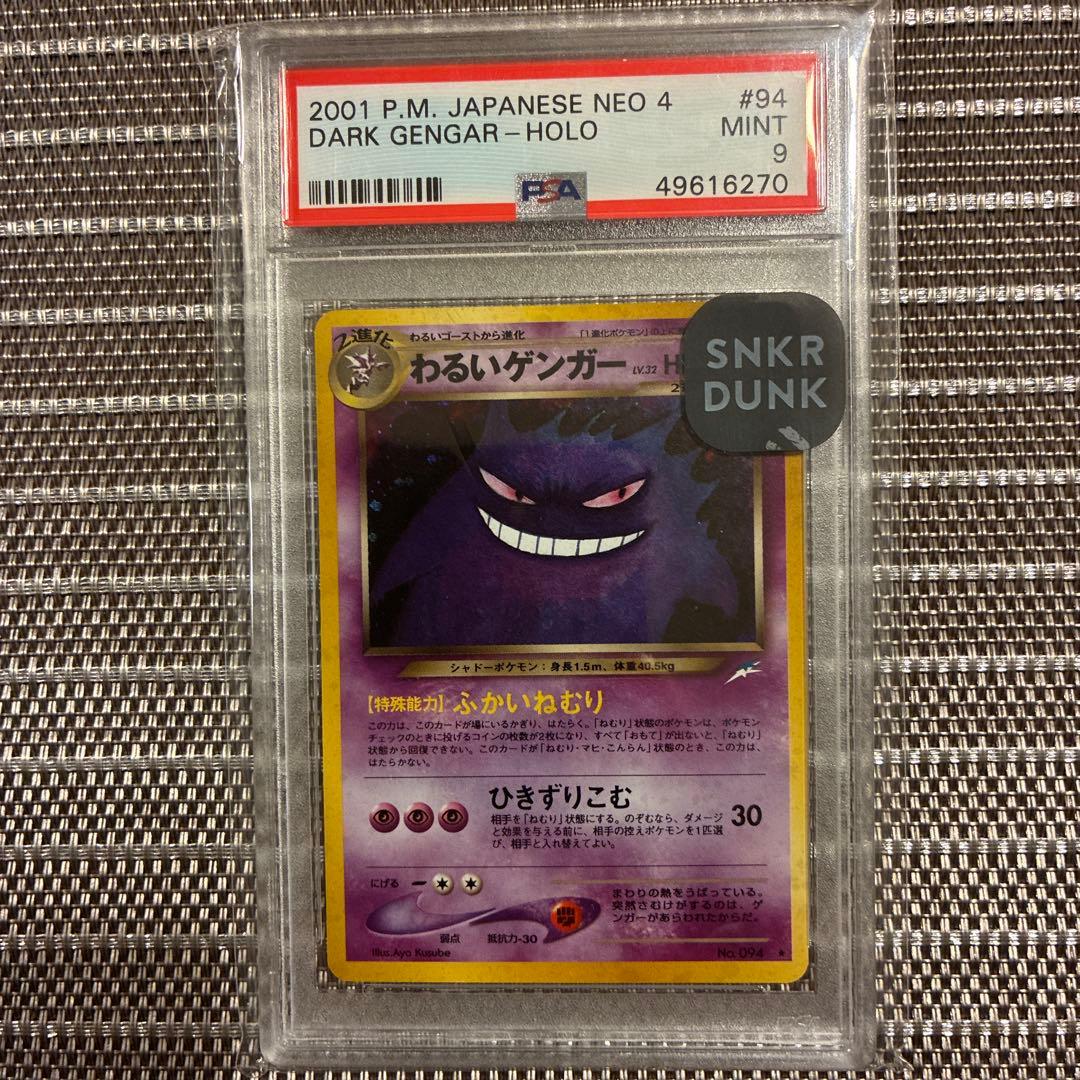 2001 P.M. JAPANESE NEO 4 #94
DARK GENGAR-HOLO MINT
9
PSA 49616270
2進化 わるいゴーストから進化 「1進化ポケモン」の上に
わるいゲンガー LV.32 H
SNKR
DUNK
シャドーポケモン:身長1.5m、体重40.5kg
【特殊能力】ふかいねむり
この力は、このカードが場にいるかぎり、はたらく。「ねむり」状態のポケモンは、ポケモン
チェックのときに投げるコインの枚数が2枚になり、すべて「おもて」が出ないと、「ねむり」
状態から回復できない。このカードが「ねむり・マヒ・こんらん」状態のとき、この力は、
はたらかない。
ひきずりこむ 30
相手を「ねむり」状態にする。のぞむなら、ダメージ
と効果を与える前に、相手の控えポケモンを1匹選
び、相手と入れ替えてよい。
にげる
まわりの熱をうばっている。
突然さむけがするのは、ゲ
ンガーがあらわれたからだ。
弱点 抵抗力-30
Illus.Aya Kusube No.094 ★